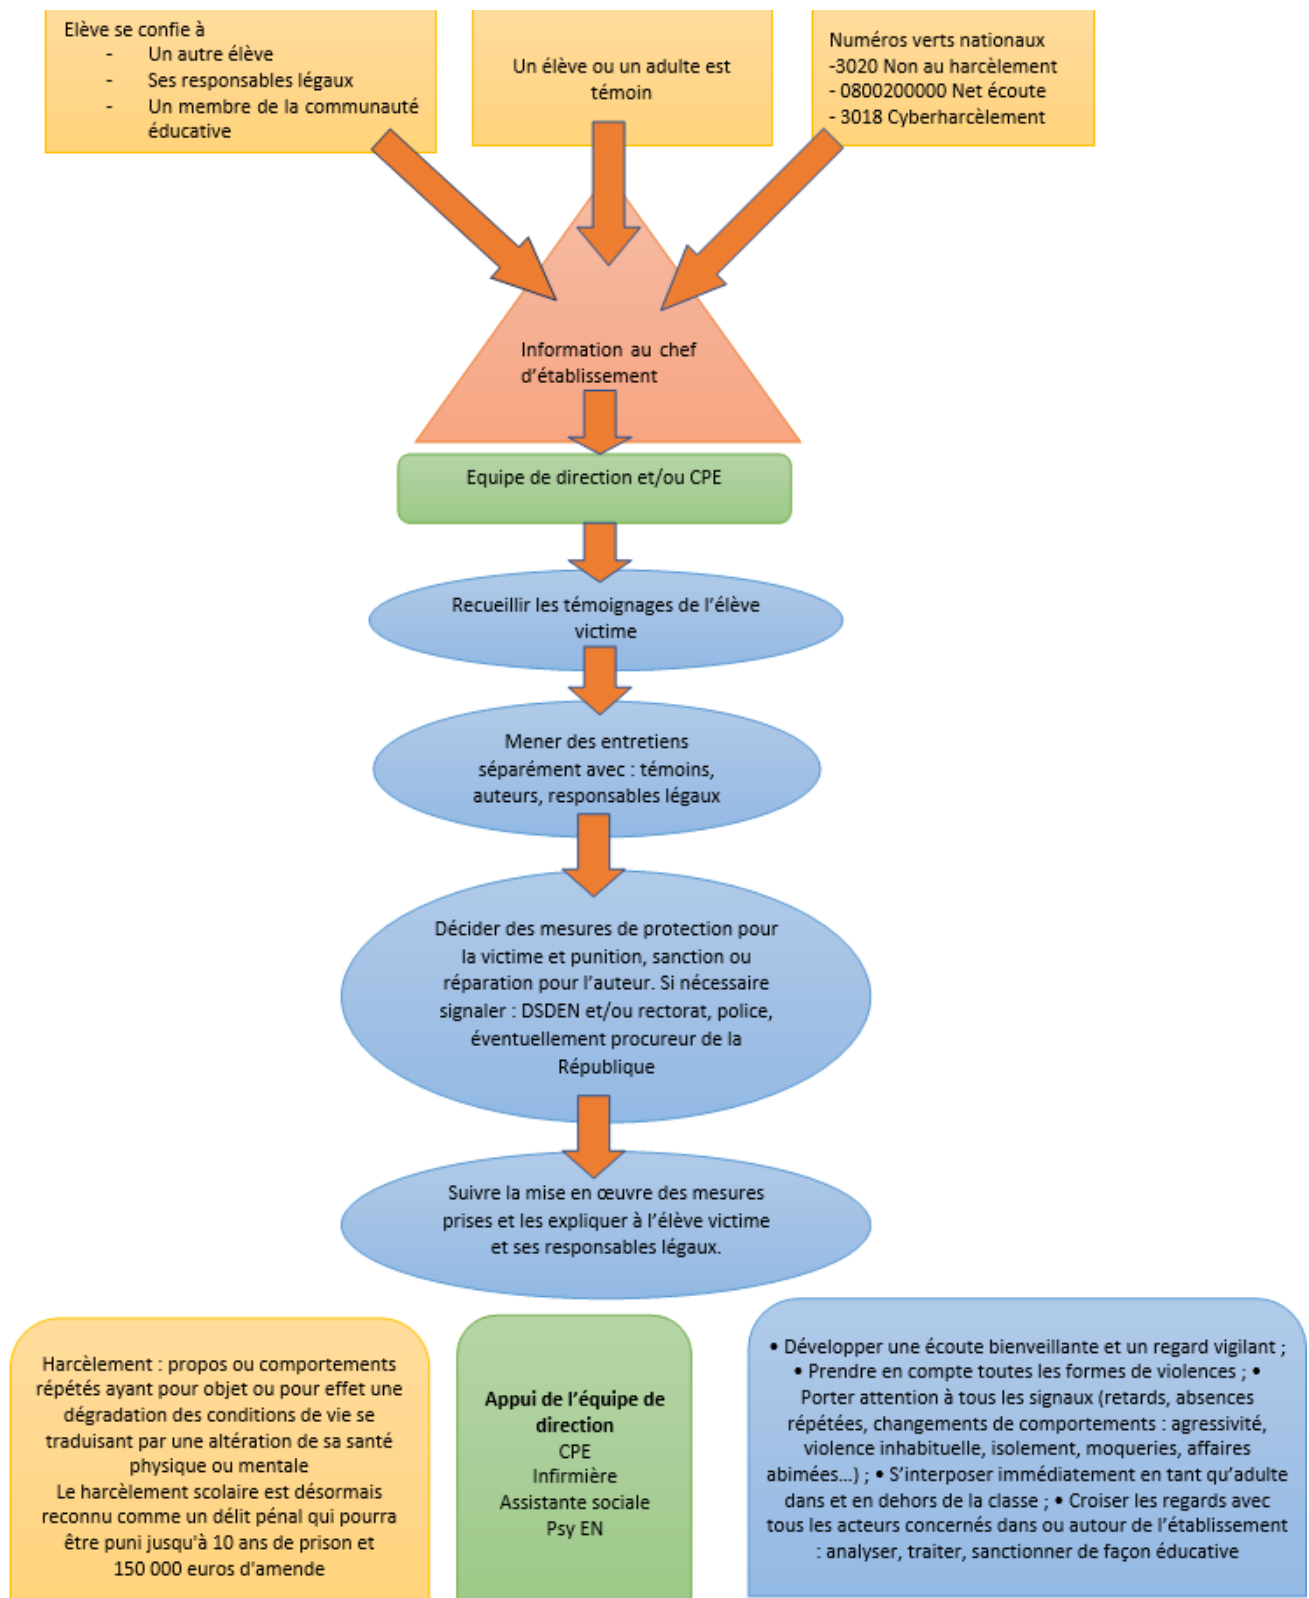 Elève se confie à
- Un autre élève
- Ses responsables légaux
- Un membre de la communauté
éducative
Un élève ou un adulte est
témoin
Numéros verts nationaux
-3020 Non au harcèlement
- 0800200000 Net écoute
- 3018 Cyberharcèlement
Information au chef
d'établissement
Equipe de direction et/ou CPE
Recueillir les témoignages de l'élève
victime
Mener des entretiens
séparément avec : témoins,
auteurs, responsables légaux
Décider des mesures de protection pour
la victime et punition, sanction ou
réparation pour l'auteur. Si nécessaire
signaler : DSDEN et/ou rectorat, police,
éventuellement procureur de la
République
Suivre la mise en œuvre des mesures
prises et les expliquer à l'élève victime
et ses responsables légaux.
Harcèlement : propos ou comportements
répétés ayant pour objet ou pour effet une
dégradation des conditions de vie se
traduisant par une altération de sa santé
physique ou mentale
Le harcèlement scolaire est désormais
reconnu comme un délit pénal qui pourra
être puni jusqu'à 10 ans de prison et
150 000 euros d'amende
Appui de l'équipe de
direction
CPE
Infirmière
Assistante sociale
Psy EN
• Développer une écoute bienveillante et un regard vigilant ;
• Prendre en compte toutes les formes de violences ; •
Porter attention à tous les signaux (retards, absences
répétées, changements de comportements : agressivité,
violence inhabituelle, isolement, moqueries, affaires
abimées…) ; • S'interposer immédiatement en tant qu'adulte
dans et en dehors de la classe ; • Croiser les regards avec
tous les acteurs concernés dans ou autour de l'établissement
: analyser, traiter, sanctionner de façon éducative